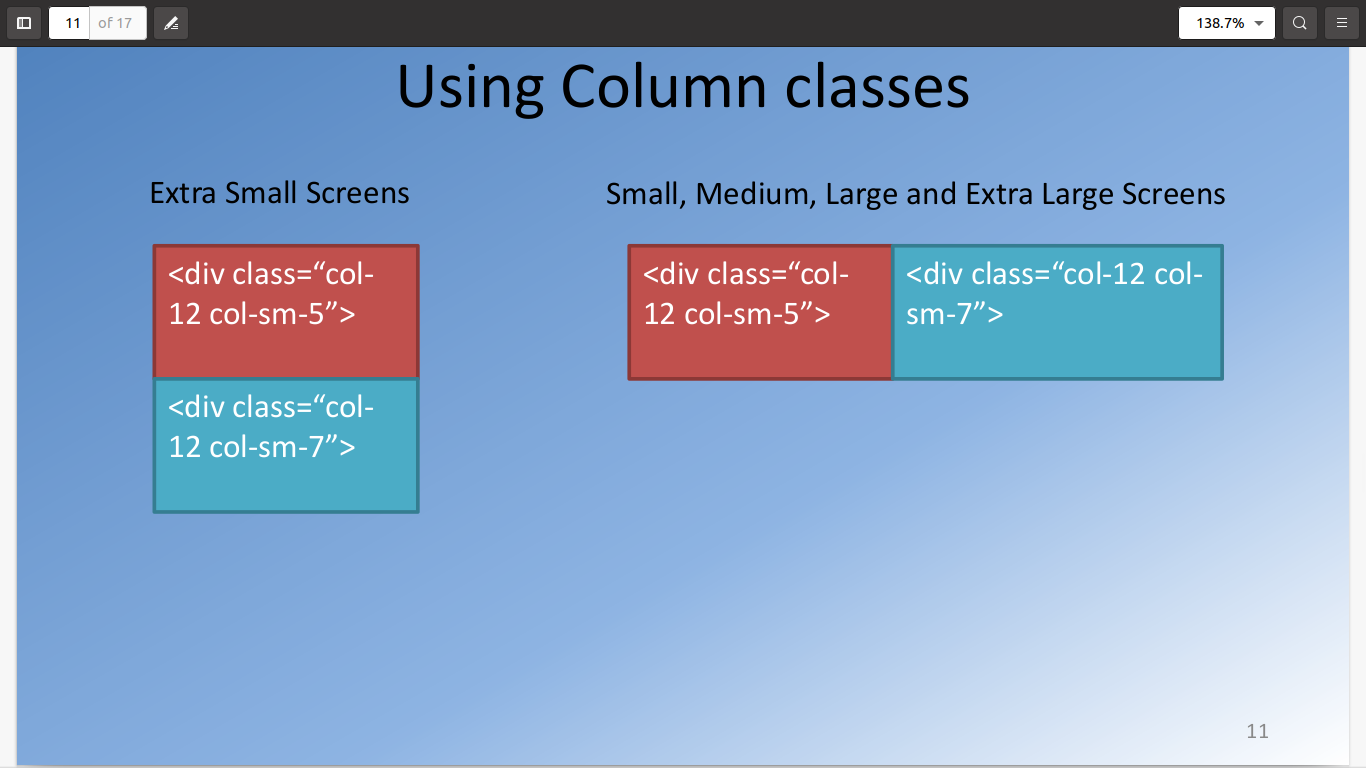 11 of 17
138.7%
Using Column classes
Extra Small Screens
<div class=“col-
12 col-sm-5”>
<div class=“col-
12 col-sm-7”>
Small, Medium, Large and Extra Large Screens
<div class=“col-
12 col-sm-5”>
<div class=“col-12 col-
sm-7”>
11